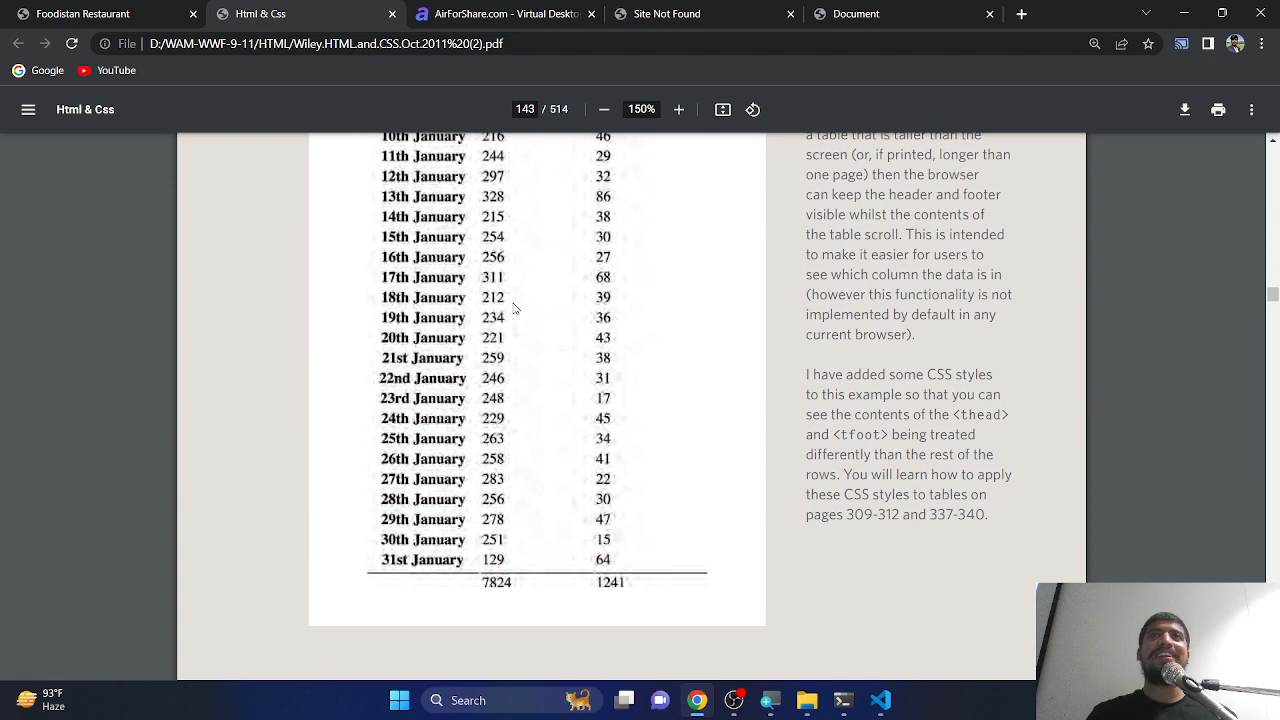 Foodistan Restaurant
Html & Css
AirForShare.com - Virtual Deskto
Site Not Found
Document
File D:/WAM-WWF-9-11/HTML/Wiley.HTMLand.CSS.Oct.2011%20(2).pdf
Google
YouTube
Html & Css
143 / 514
150%
10th January 216 46
11th January 244 29
12th January 297 32
13th January 328 86
14th January 215 38
15th January 254 30
16th January 256 27
17th January 311 68
18th January 212 39
19th January 234 36
20th January 221 43
21st January 259 38
22nd January 246 31
23rd January 248 17
24th January 229 45
25th January 263 34
26th January 258 41
27th January 283 22
28th January 256 30
29th January 278 47
30th January 251 15
31st January 129 64
7824 1241
a table that is taller than the
screen (or, if printed, longer than
one page) then the browser
can keep the header and footer
visible whilst the contents of
the table scroll. This is intended
to make it easier for users to
see which column the data is in
(however this functionality is not
implemented by default in any
current browser).
I have added some CSS styles
to this example so that you can
see the contents of the <thead>
and <tfoot> being treated
differently than the rest of the
rows. You will learn how to apply
these CSS styles to tables on
pages 309-312 and 337-340.
93°F
Haze
Search